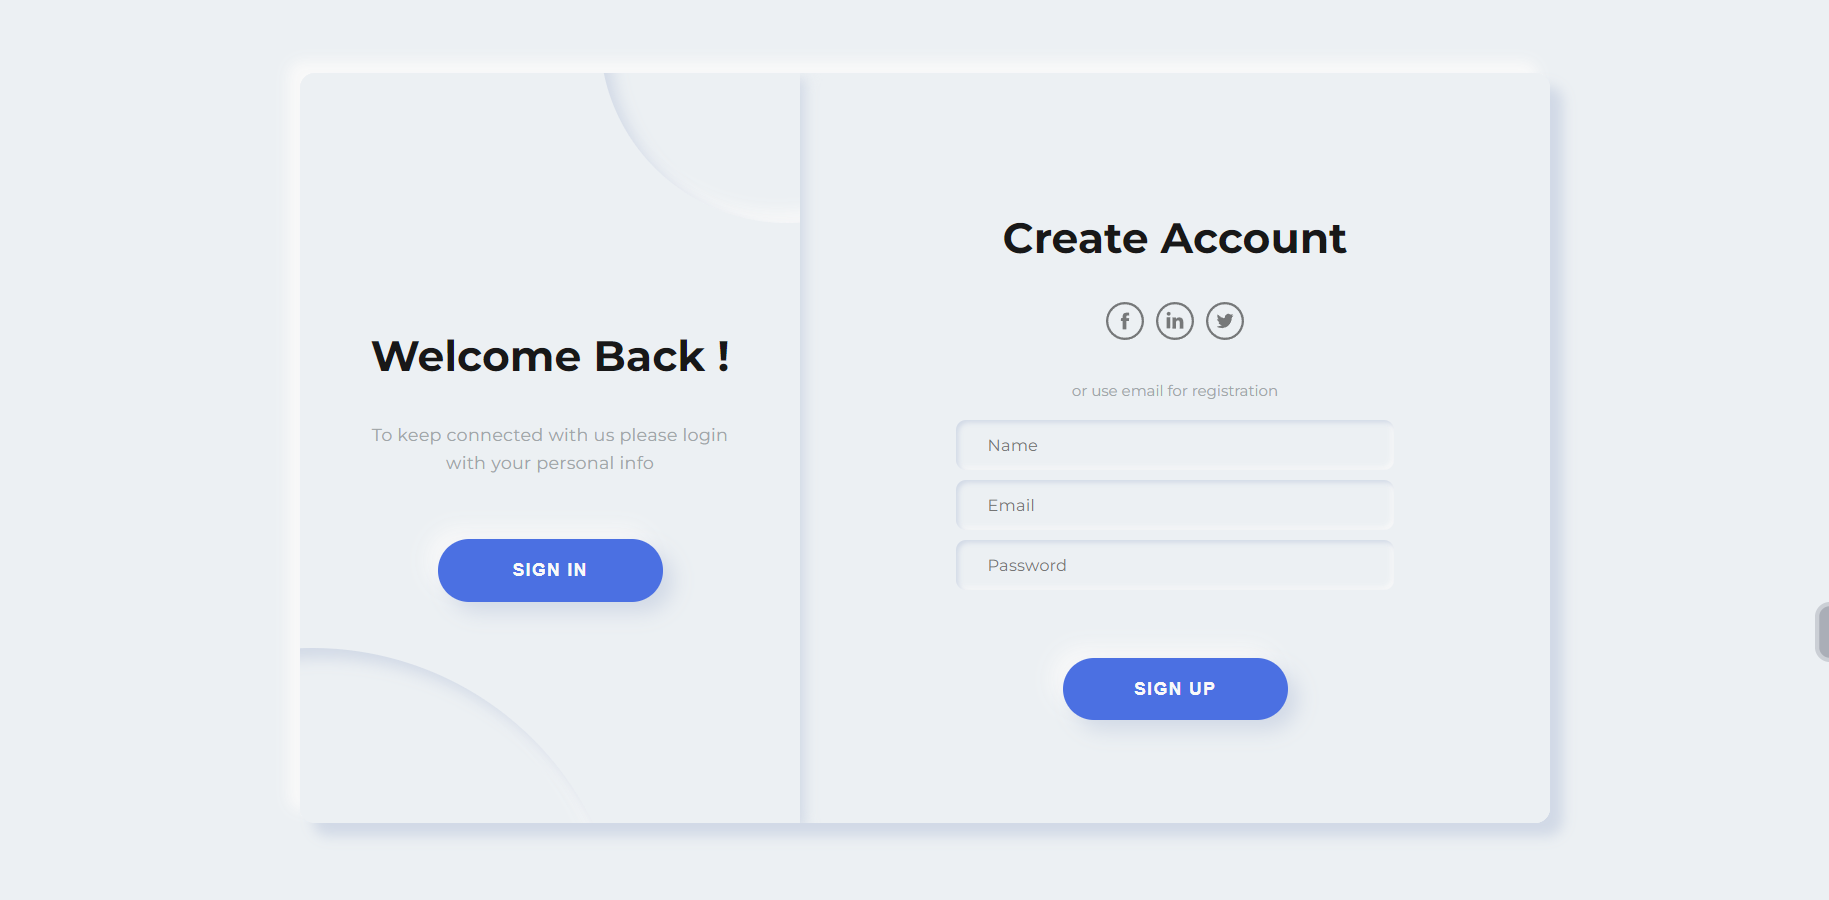 Welcome Back !
To keep connected with us please login
with your personal info
SIGN IN
Create Account
f
in
or use email for registration
Name
Email
Password
SIGN UP